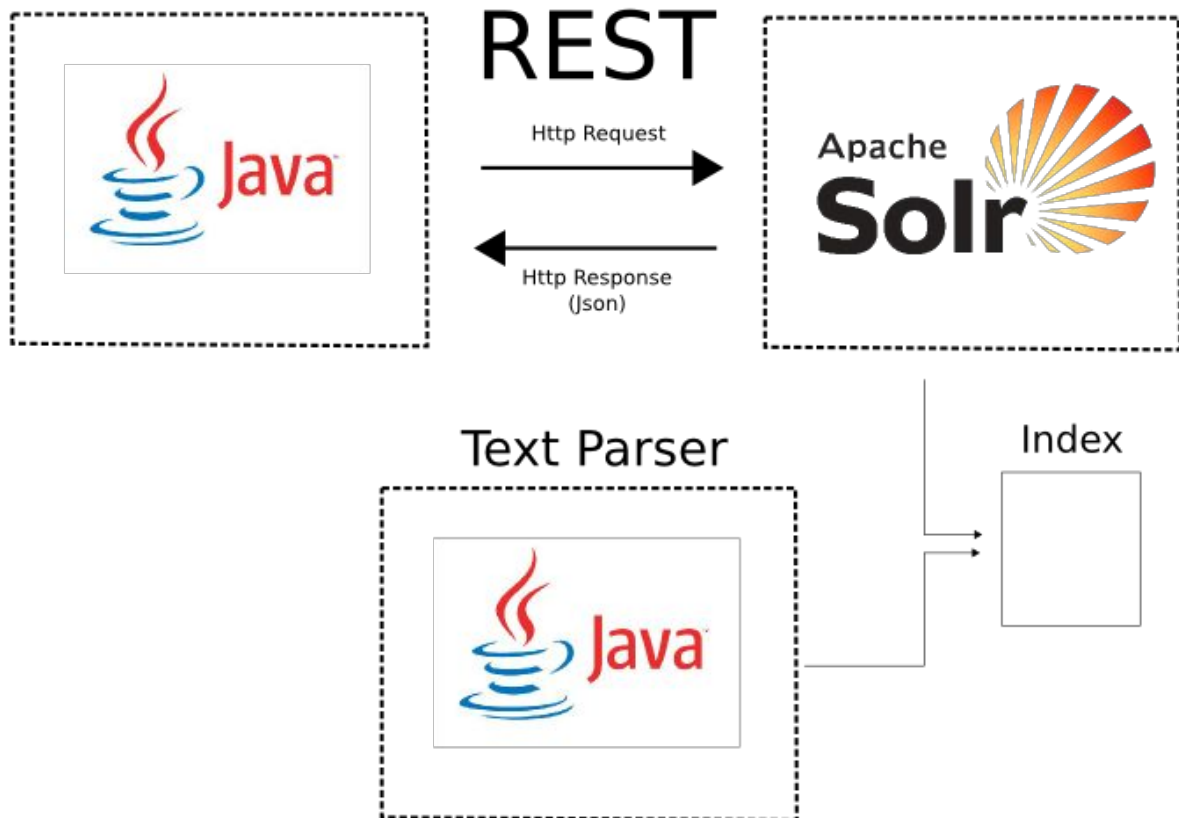 REST
Java
Http Request
Http Response
(Json)
Apache
Solr
Text Parser
Java
Index